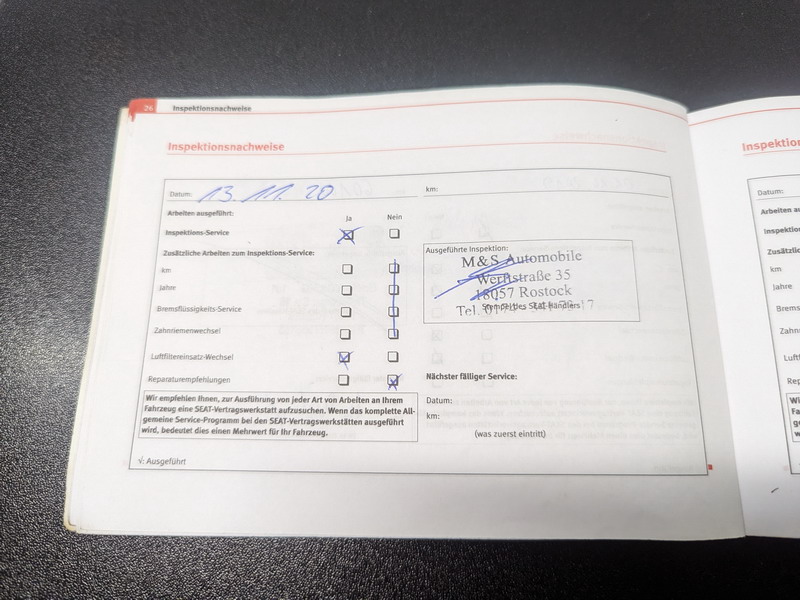 26 Inspektionsnachweise
Inspektionsnachweise
Datum: 13.11.20 km:
Arbeiten ausgeführt:
Ja Nein
Inspektions-Service
Zusätzliche Arbeiten zum Inspektions-Service:
km
Jahre
Bremsflüssigkeits-Service
Zahnriemenwechsel
Luftfiltereinsatz-Wechsel
Reparaturempfehlungen
Wir empfehlen Ihnen, zur Ausführung von jeder Art von Arbeiten an Ihrem
Fahrzeug eine SEAT-Vertragswerkstatt aufzusuchen. Wenn das komplette All-
gemeine Service-Programm bei den SEAT-Vertragswerkstätten ausgeführt
wird, bedeutet dies einen Mehrwert für Ihr Fahrzeug.
√: Ausgeführt
Ausgeführte Inspektion:
M&S Automobile
Werftstraße 35
18057 Rostock
Stempel des Seat-Händlers
Tel.
Nächster fälliger Service:
Datum:
km:
(was zuerst eintritt)
Datum:
km
Jahre